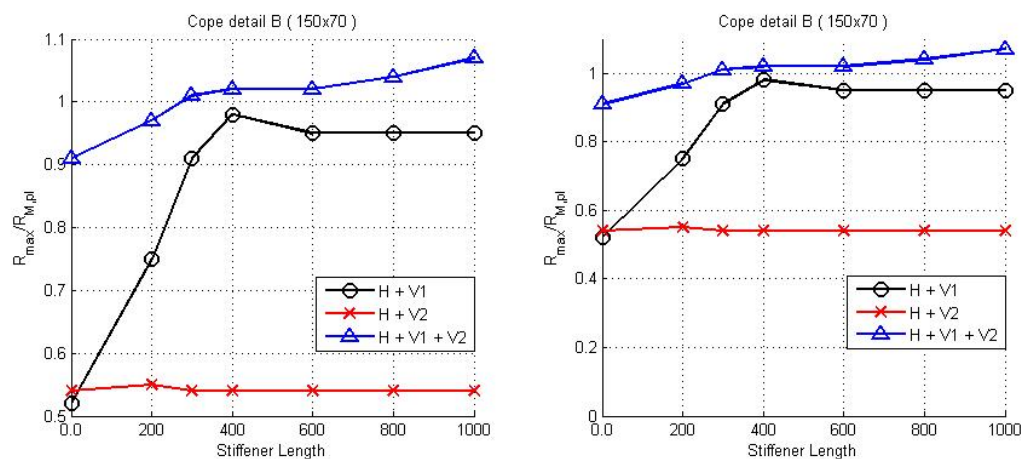 Cope detail B ( 150x70 )
1.1
1
0.9
0.8
0.7
0.6
0.5
R_max/R_M,pl
0.0
200
400
600
800
1000
Stiffener Length
H + V1
H + V2
H + V1 + V2
Cope detail B ( 150x70 )
1
0.8
0.6
0.4
0.2
0
R_max/R_M,pl
0.0
200
400
600
800
1000
Stiffener Length
H + V1
H + V2
H + V1 + V2